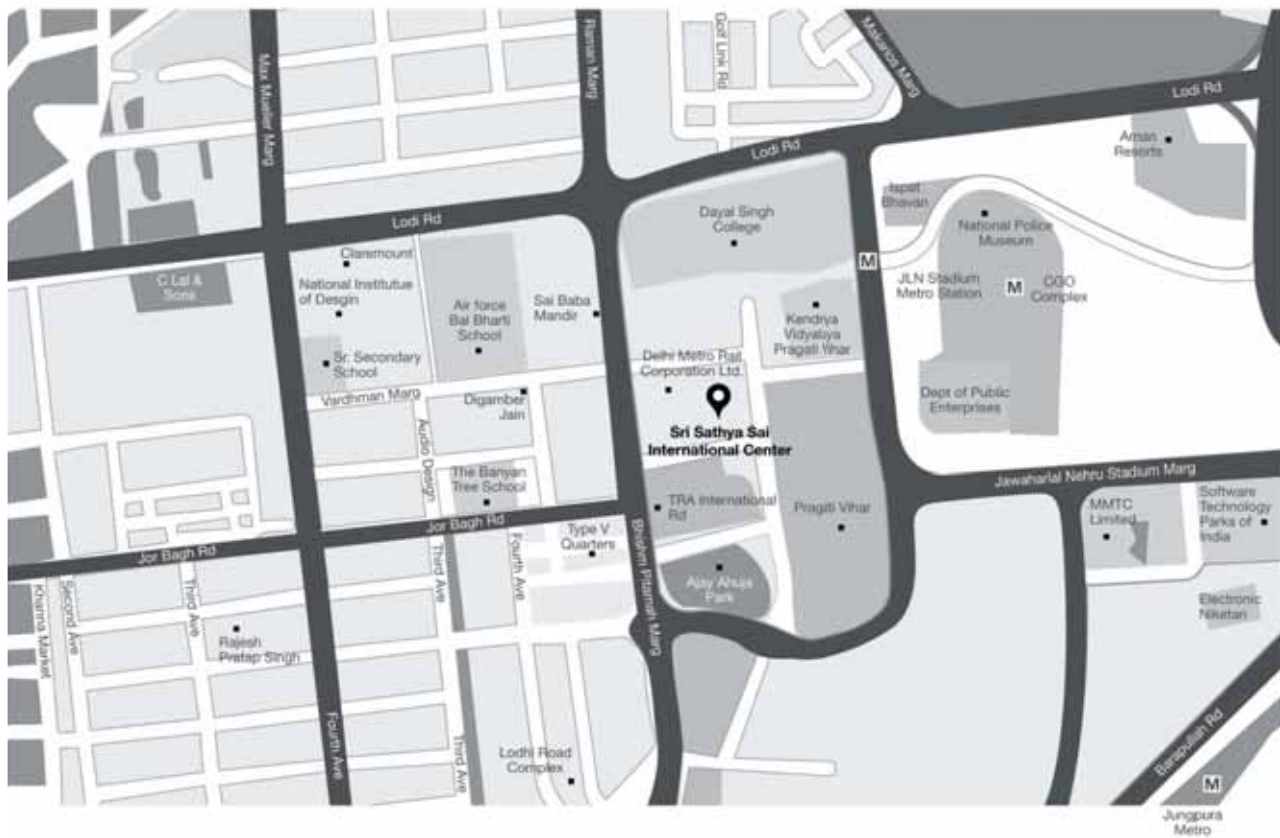 Max Mueller Marg
Raman Marg
Golf Link Rd
Makarios Marg
Lodi Rd
Aman
Resorts
Lodi Rd
Ispat
Bhavan
Dayal Singh
College
National Police
Museum
Lodi Rd
Claremount
C Lal &
Sons
National Institutue
of Desgin
Air force
Bal Bharti
School
Sai Baba
Mandir
M
JLN Stadium
Metro Station
M
CGO
Complex
Kendriya
Vidyalaya
Pragati Vihar
Sr. Secondary
School
Delhi Metro Rail
Corporation Ltd.
Vardhman Marg
Digamber
Jain
Dept of Public
Enterprises
Sri Sathya Sai
International Center
Audio Design
The Banyan
Tree School
Jawaharlal Nehru Stadium Marg
TRA International
Rd
Pragiti Vihar
MMTC
Limited
Software
Technology
Parks of
India
Jor Bagh Rd
Type V
Quarters
Jor Bagh Rd
Bhishm Pitamah Marg
Third Ave
Fourth Ave
Ajay Ahuja
Park
Khanna Market
Second Ave
Third Ave
Electronic
Niketan
Rajesh
Pratap Singh
Fourth Ave
Third Ave
Lodhi Road
Complex
Barapullah Rd
M
Jungpura
Metro